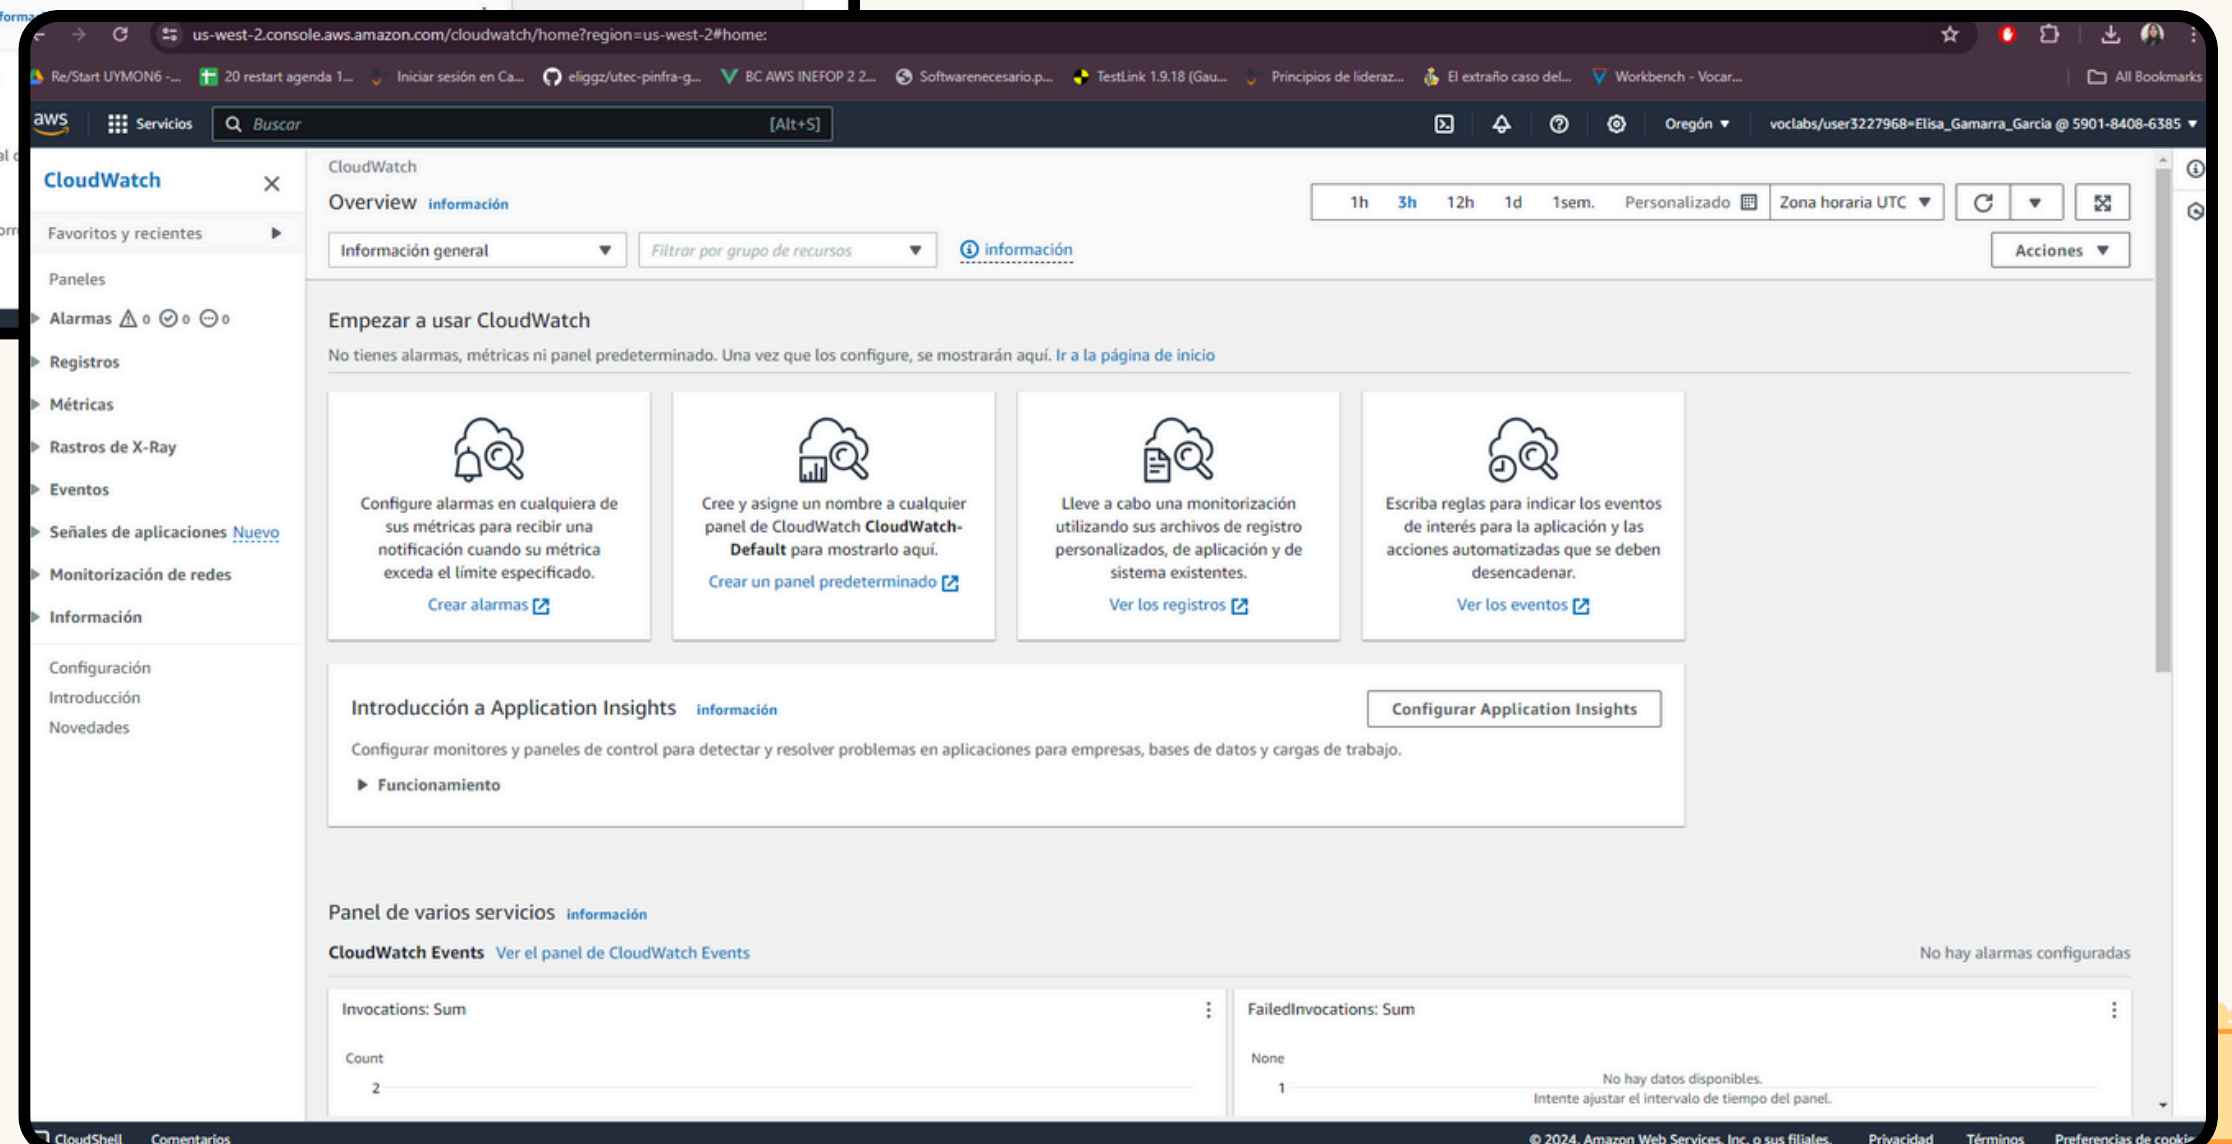 us-west-2.console.aws.amazon.com/cloudwatch/home?region=us-west-2#home:
Re/Start UYMON6 -... 20 restart agenda 1... Iniciar sesión en Ca... eliggz/utec-pinfra-g... BC AWS INEFOP 2 2... Softwarenecesario.p... TestLink 1.9.18 (Gau... Principios de lideraz... El extraño caso del... Workbench - Vocar... All Bookmarks
aws Servicios Buscar [Alt+S] Oregón voclabs/user3227968=Elisa_Gamarra_Garcia @ 5901-8408-6385
CloudWatch
Favoritos y recientes
Paneles
Alarmas 0 0 0
Registros
Métricas
Rastros de X-Ray
Eventos
Señales de aplicaciones Nuevo
Monitorización de redes
Información
Configuración
Introducción
Novedades
CloudWatch
Overview información
1h 3h 12h 1d 1sem. Personalizado Zona horaria UTC
Información general Filtrar por grupo de recursos información
Acciones
Empezar a usar CloudWatch
No tienes alarmas, métricas ni panel predeterminado. Una vez que los configure, se mostrarán aquí. Ir a la página de inicio
Configure alarmas en cualquiera de
sus métricas para recibir una
notificación cuando su métrica
exceda el límite especificado.
Crear alarmas
Cree y asigne un nombre a cualquier
panel de CloudWatch CloudWatch-
Default para mostrarlo aquí.
Crear un panel predeterminado
Lleve a cabo una monitorización
utilizando sus archivos de registro
personalizados, de aplicación y de
sistema existentes.
Ver los registros
Escriba reglas para indicar los eventos
de interés para la aplicación y las
acciones automatizadas que se deben
desencadenar.
Ver los eventos
Introducción a Application Insights información
Configurar Application Insights
Configurar monitores y paneles de control para detectar y resolver problemas en aplicaciones para empresas, bases de datos y cargas de trabajo.
Funcionamiento
Panel de varios servicios información
CloudWatch Events Ver el panel de CloudWatch Events
No hay alarmas configuradas
Invocations: Sum
Count
2
FailedInvocations: Sum
None
1
No hay datos disponibles.
Intente ajustar el intervalo de tiempo del panel.
CloudShell Comentarios
© 2024, Amazon Web Services, Inc. o sus filiales. Privacidad Términos Preferencias de cookie